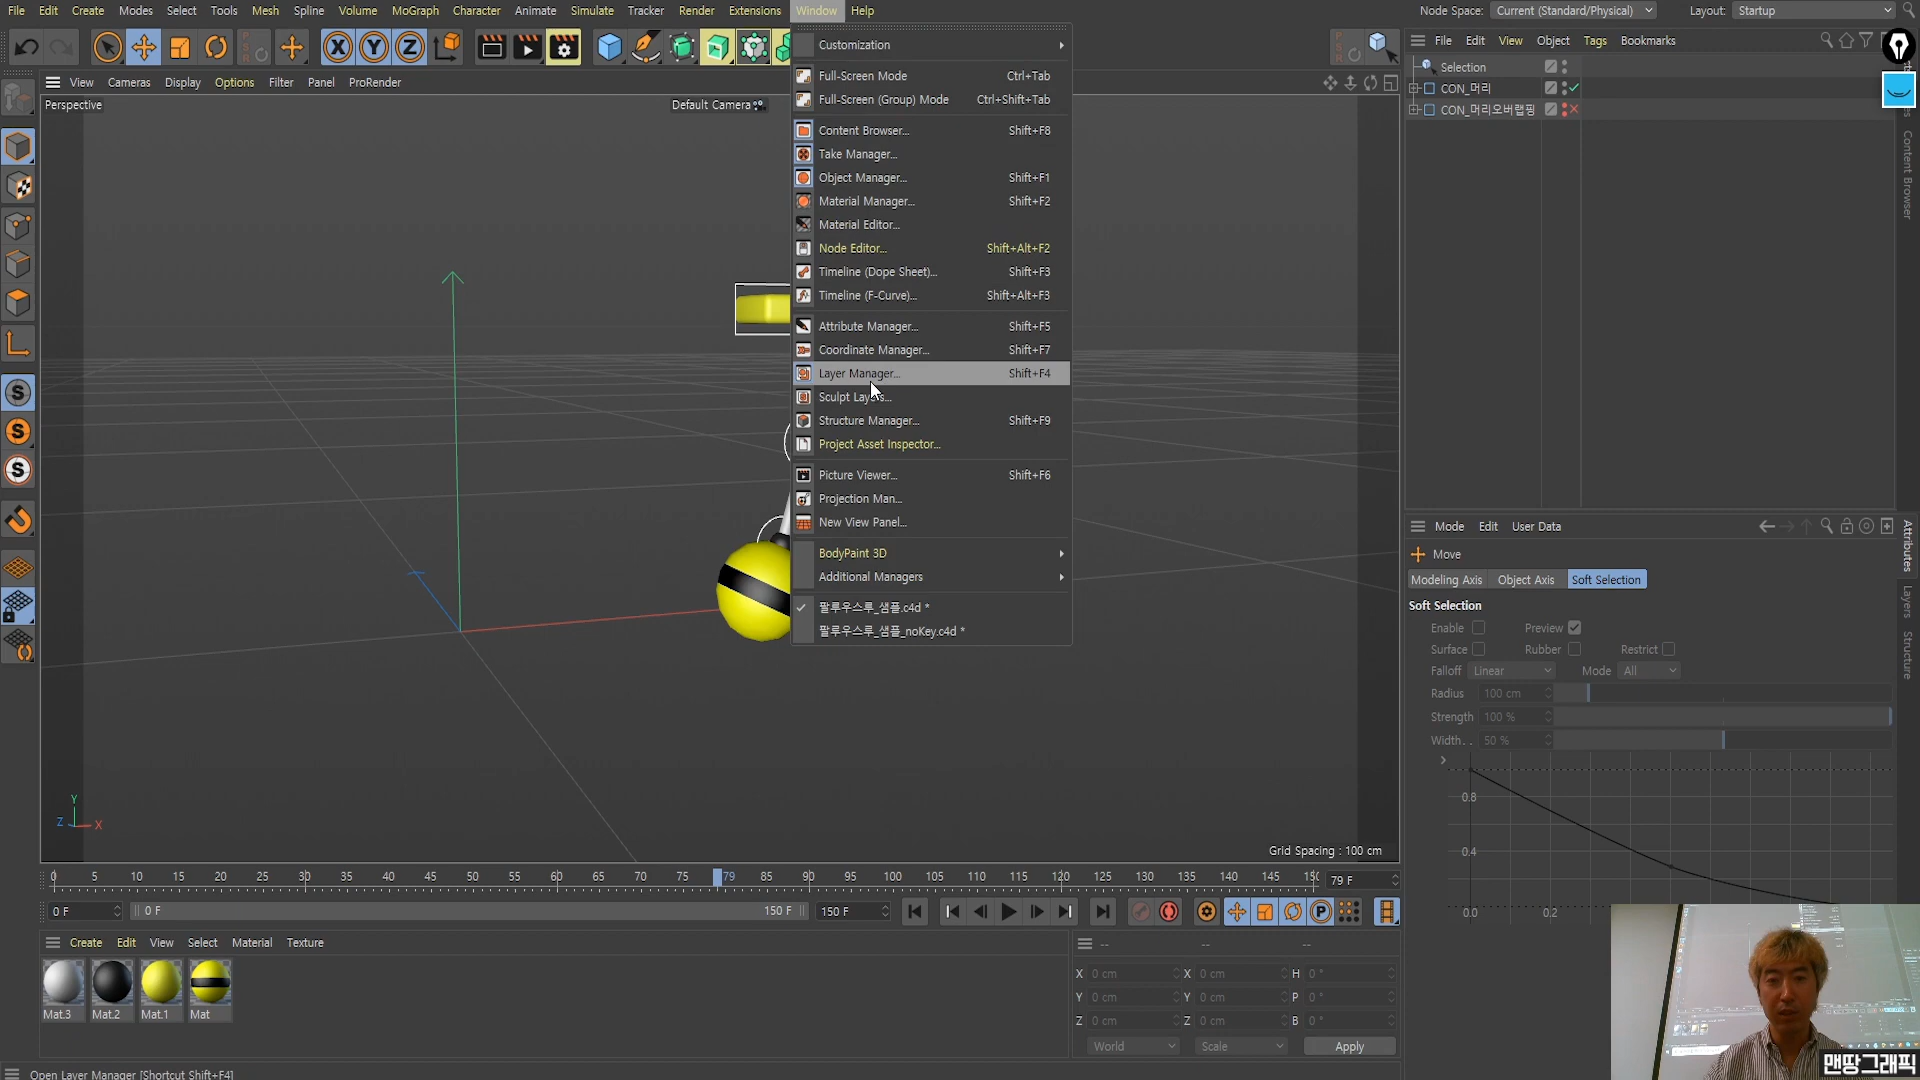 File Edit Create Modes Select Tools Mesh Spline Volume MoGraph Character Animate Simulate Tracker Render Extensions Window Help
Node Space: Current (Standard/Physical) Layout: Startup
File Edit View Object Tags Bookmarks
View Cameras Display Options Filter Panel ProRender
Perspective
Default Camera
Customization
Full-Screen Mode Ctrl+Tab
Full-Screen (Group) Mode Ctrl+Shift+Tab
Content Browser... Shift+F8
Take Manager...
Object Manager... Shift+F1
Material Manager... Shift+F2
Material Editor...
Node Editor... Shift+Alt+F2
Timeline (Dope Sheet)... Shift+F3
Timeline (F-Curve)... Shift+Alt+F3
Attribute Manager... Shift+F5
Coordinate Manager... Shift+F7
Layer Manager... Shift+F4
Structure Manager... Shift+F9
Project Asset Inspector...
Picture Viewer... Shift+F6
Projection Man...
New View Panel...
BodyPaint 3D
Additional Managers
팔루우스루_샘플.c4d *
팔루우스루_샘플_noKey.c4d *
Selection
CON_머리
CON_머리오버랩핑
Content Browser
Mode Edit User Data
Move
Modeling Axis Object Axis Soft Selection
Soft Selection
Enable Preview
Surface Rubber Restrict
Falloff Linear Mode All
Radius 100 cm
Strength 100 %
Width.. 50 %
0.8
0.4
0.0 0.2
Attributes
Layers
Structure
Y
Z X
Grid Spacing : 100 cm
0 5 10 15 20 25 30 35 40 45 50 55 60 65 70 75 79 85 90 95 100 105 110 115 120 125 130 135 140 145 79 F
0 F 0 F 150 F 150 F
Create Edit View Select Material Texture
Mat.3 Mat.2 Mat.1 Mat
-- -- --
X 0 cm X 0 cm H 0 °
Y 0 cm Y 0 cm P 0 °
Z 0 cm Z 0 cm B 0 °
World Scale Apply
Open Layer Manager [Shortcut Shift+F4]
맨땅그래픽